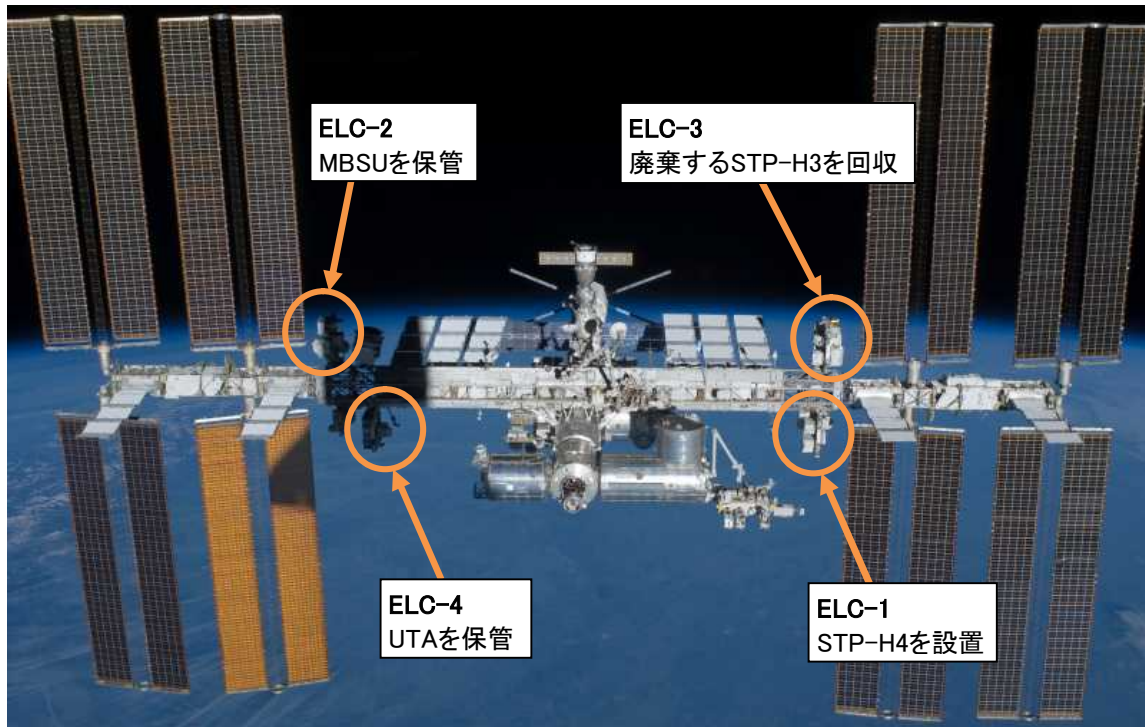 ELC-2
MBSUを保管
ELC-3
廃棄するSTP-H3を回収
ELC-4
UTAを保管
ELC-1
STP-H4を設置